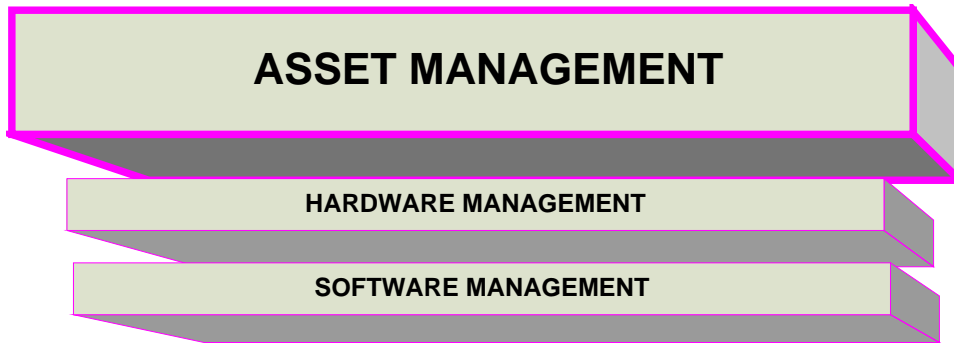 ASSET MANAGEMENT
HARDWARE MANAGEMENT
SOFTWARE MANAGEMENT